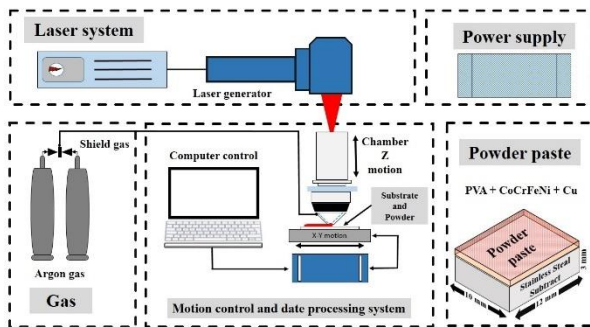 Laser system
Laser generator
Power supply
Shield gas
Argon gas
Gas
Computer control
Chamber
Z
motion
Substrate
and
Powder
X-Y motion
Motion control and date processing system
Powder paste
PVA + CoCrFeNi + Cu
Powder
paste
Stainless Steal
Substract
10 mm
12 mm
3 mm